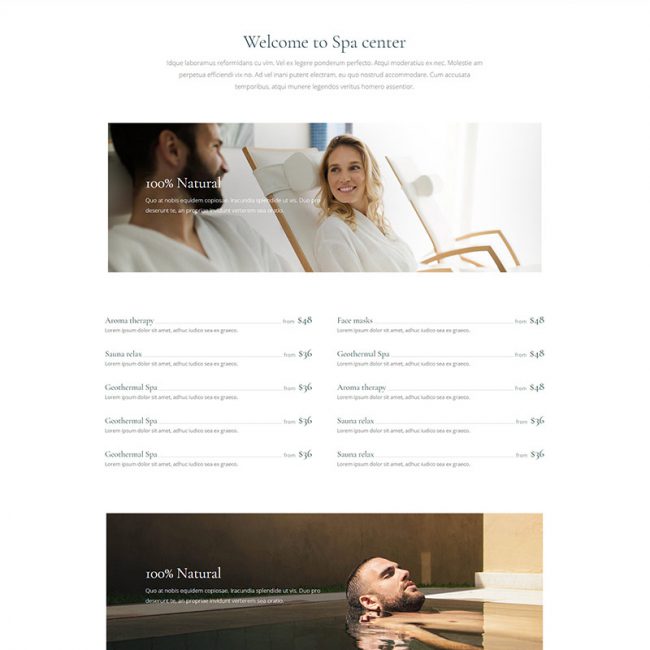 Welcome to Spa center
Idque laboramus reformidans cu vim. Vel ex legere ponderum perfecto. Atqui moderatius ex nec. Molestie am
perpetua efficiendi vix no. Ad vel inani putent electram, eu quo nostrud accommodare. Cum accusata
temporibus, atqui munere legendos veritus homero assentior.
100% Natural
Quo at nobis equidem copiosae. Iracundia splendide ut vis. Duo pro
deserunt te, an propriae invidunt verterem sea oratio.
Aroma therapy from $48
Lorem ipsum dolor sit amet, adhuc iudico sea ex graeco.
Sauna relax from $36
Lorem ipsum dolor sit amet, adhuc iudico sea ex graeco.
Geothermal Spa from $36
Lorem ipsum dolor sit amet, adhuc iudico sea ex graeco.
Geothermal Spa from $36
Lorem ipsum dolor sit amet, adhuc iudico sea ex graeco.
Geothermal Spa from $36
Lorem ipsum dolor sit amet, adhuc iudico sea ex graeco.
Face masks from $48
Lorem ipsum dolor sit amet, adhuc iudico sea ex graeco.
Geothermal Spa from $48
Lorem ipsum dolor sit amet, adhuc iudico sea ex graeco.
Aroma therapy from $48
Lorem ipsum dolor sit amet, adhuc iudico sea ex graeco.
Sauna relax from $36
Lorem ipsum dolor sit amet, adhuc iudico sea ex graeco.
Sauna relax from $36
Lorem ipsum dolor sit amet, adhuc iudico sea ex graeco.
100% Natural
Quo at nobis equidem copiosae. Iracundia splendide ut vis. Duo pro
deserunt te, an propriae invidunt verterem sea oratio.